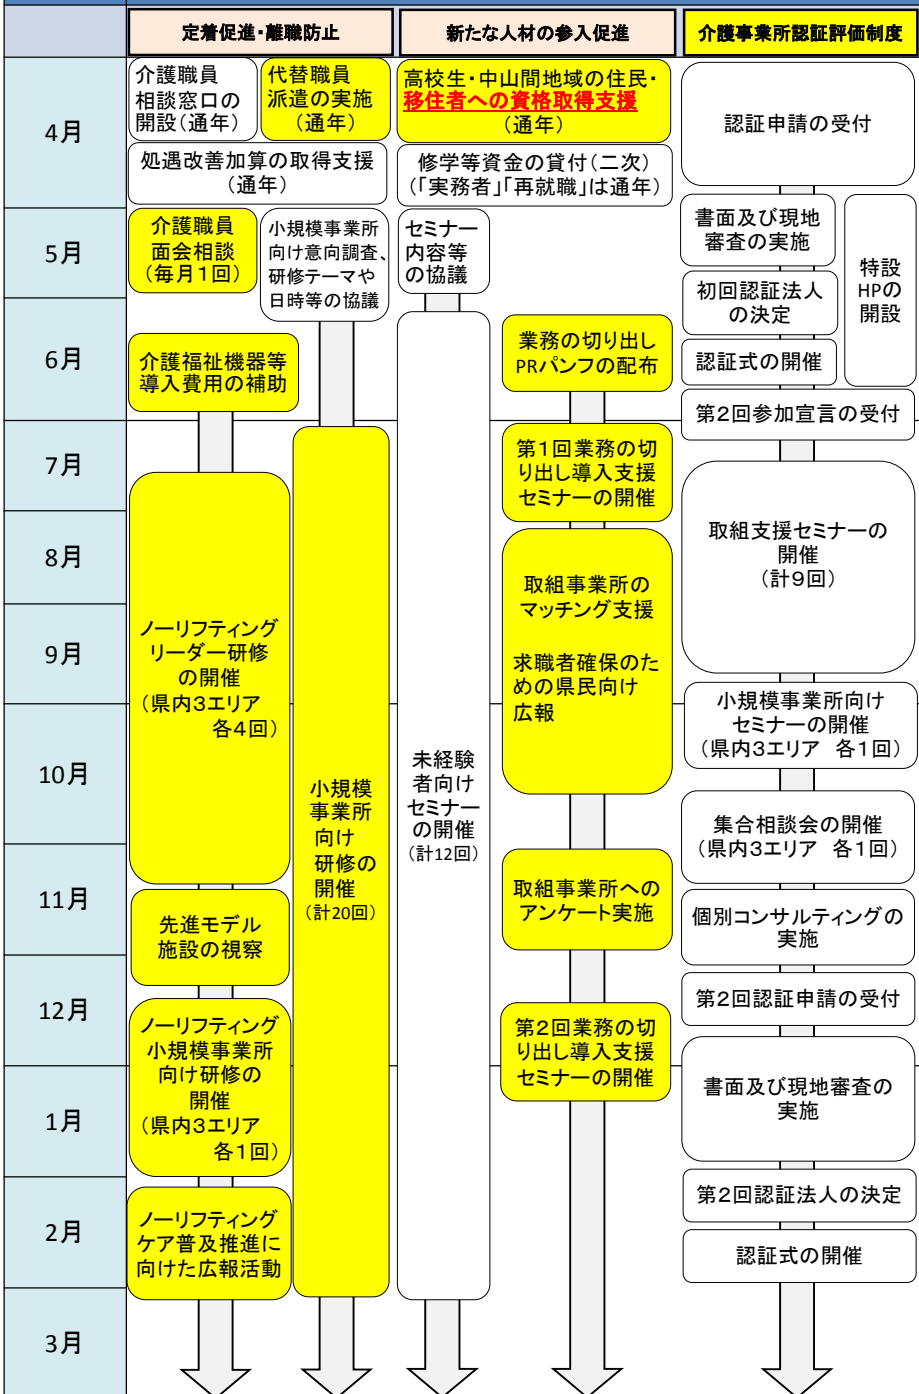 定着促進・離職防止
新たな人材の参入促進
介護事業所認証評価制度
4月
介護職員
相談窓口の
開設(通年)
代替職員
派遣の実施
(通年)
処遇改善加算の取得支援
(通年)
高校生・中山間地域の住民・
移住者への資格取得支援
(通年)
修学等資金の貸付(二次)
(「実務者」「再就職」は通年)
認証申請の受付
5月
介護職員
面会相談
(毎月1回)
小規模事業所
向け意向調査、
研修テーマや
日時等の協議
セミナー
内容等
の協議
書面及び現地
審査の実施
初回認証法人
の決定
特設
HPの
開設
6月
介護福祉機器等
導入費用の補助
業務の切り出し
PRパンフの配布
認証式の開催
第2回参加宣言の受付
7月
第1回業務の切
り出し導入支援
セミナーの開催
8月
取組支援セミナーの
開催
(計9回)
取組事業所の
マッチング支援
求職者確保のた
めの県民向け
広報
9月
ノーリフティング
リーダー研修
の開催
(県内3エリア
各4回)
小規模事業所向け
セミナーの開催
(県内3エリア 各1回)
10月
小規模
事業所
向け
研修の
開催
(計20回)
未経験
者向け
セミナー
の開催
(計12回)
集合相談会の開催
(県内3エリア 各1回)
11月
先進モデル
施設の視察
取組事業所への
アンケート実施
個別コンサルティングの
実施
12月
第2回認証申請の受付
ノーリフティング
小規模事業所
向け研修の
開催
(県内3エリア
各1回)
第2回業務の切
り出し導入支援
セミナーの開催
1月
書面及び現地審査の
実施
2月
ノーリフティング
ケア普及推進に
向けた広報活動
第2回認証法人の決定
認証式の開催
3月